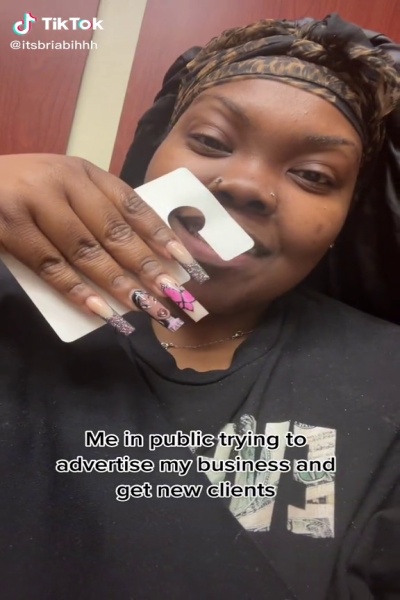 TikTok
@itsbriabihhh
Me in public trying to
advertise my business and
get new clients